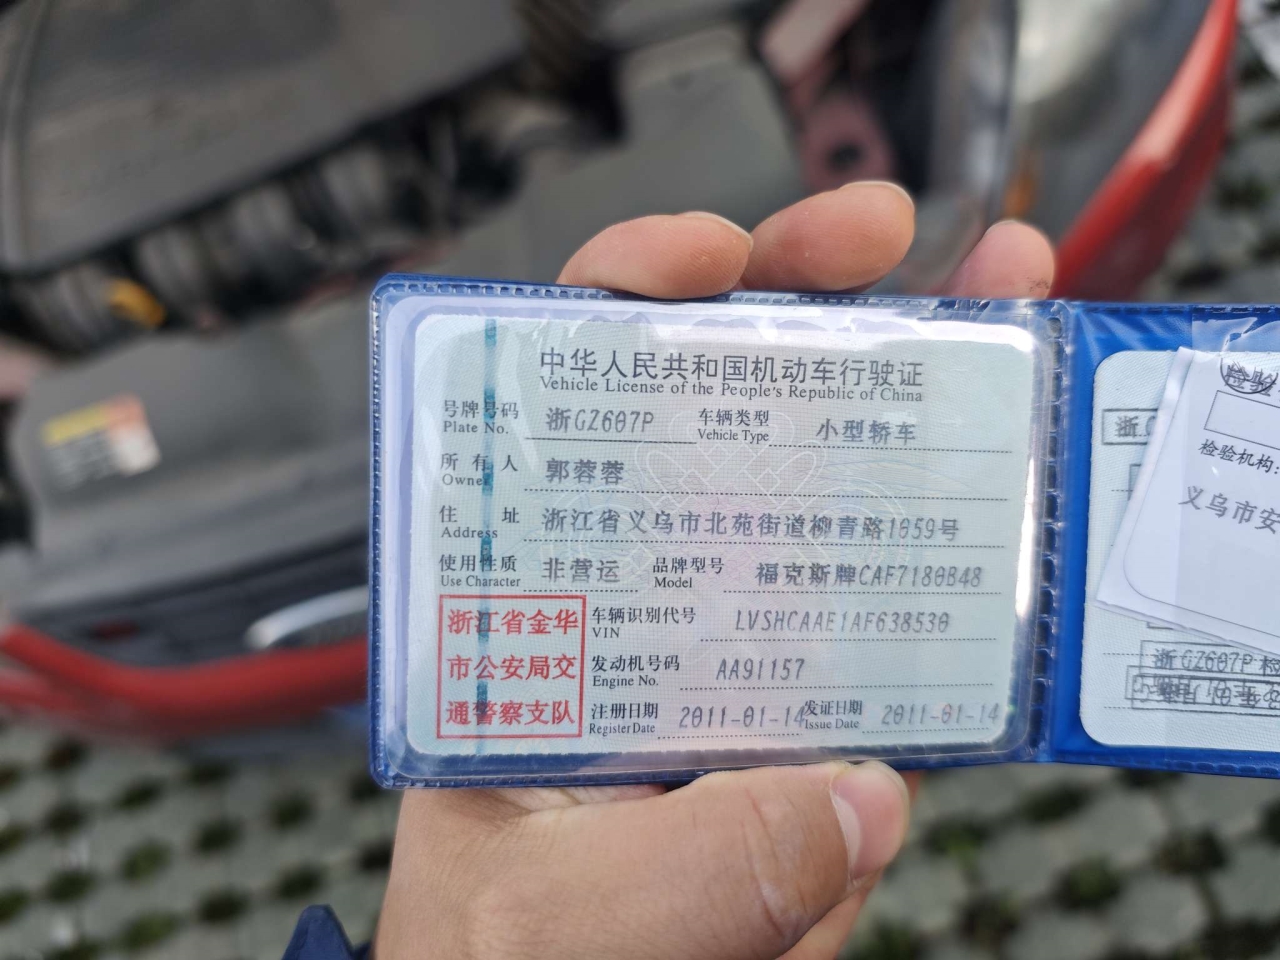 中华人民共和国机动车行驶证
Vehicle License of the People's Republic of China
号牌号码 浙GZ607P 车辆类型 小型轿车
Plate No. Vehicle Type
所有人 郭蓉蓉
Owner
住址 浙江省义乌市北苑街道柳青路1059号
Address
使用性质 非营运 品牌型号 福克斯牌CAF7180B48
Use Character Model
浙江省金华
市公安局交
通警察支队
车辆识别代号 LVSHCAAE1AF638530
VIN
发动机号码 AA91157
Engine No.
注册日期 2011-01-14 发证日期 2011-01-14
Register Date Issue Date
检验
浙
检验机构:
义乌市安
浙GZ607P 检